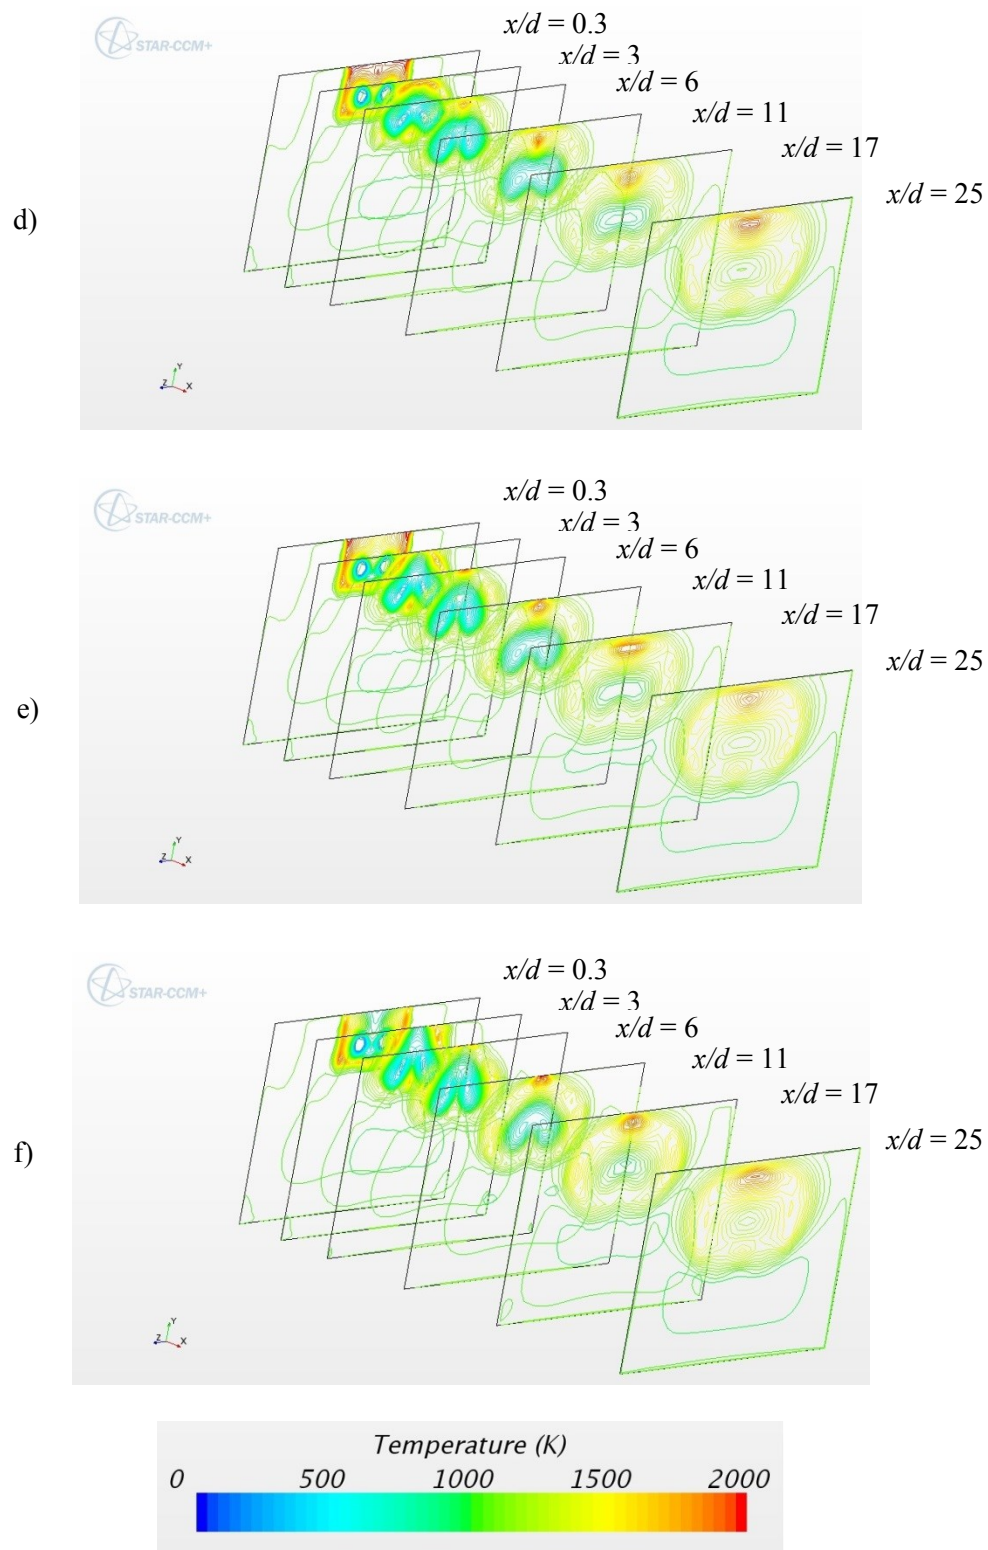 x/d = 0.3
STAR-CCM+
x/d = 3
x/d = 6
x/d = 11
x/d = 17
x/d = 25
d)
Y
Z X
x/d = 0.3
STAR-CCM+
x/d = 3
x/d = 6
x/d = 11
x/d = 17
x/d = 25
e)
Y
Z X
x/d = 0.3
STAR-CCM+
x/d = 3
x/d = 6
x/d = 11
x/d = 17
x/d = 25
f)
Y
Z X
Temperature (K)
0 500 1000 1500 2000